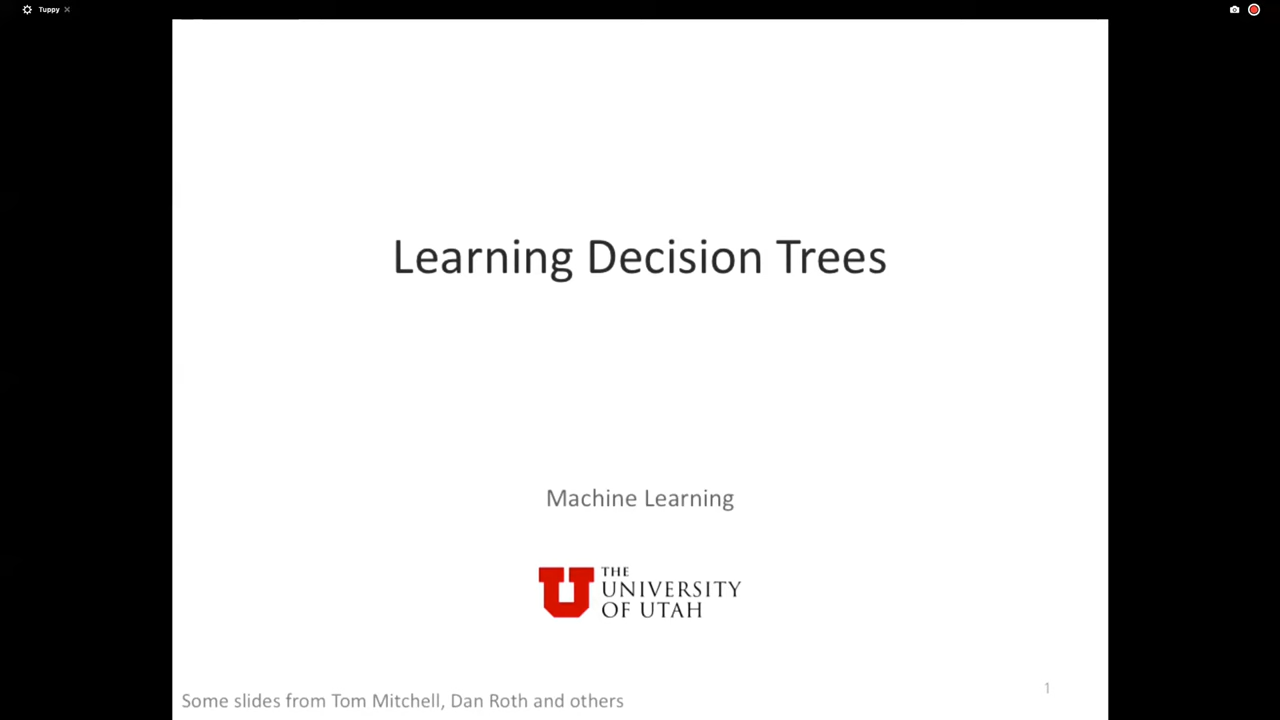 Tuppy
Learning Decision Trees
Machine Learning
THE
UNIVERSITY
OF UTAH
Some slides from Tom Mitchell, Dan Roth and others
1